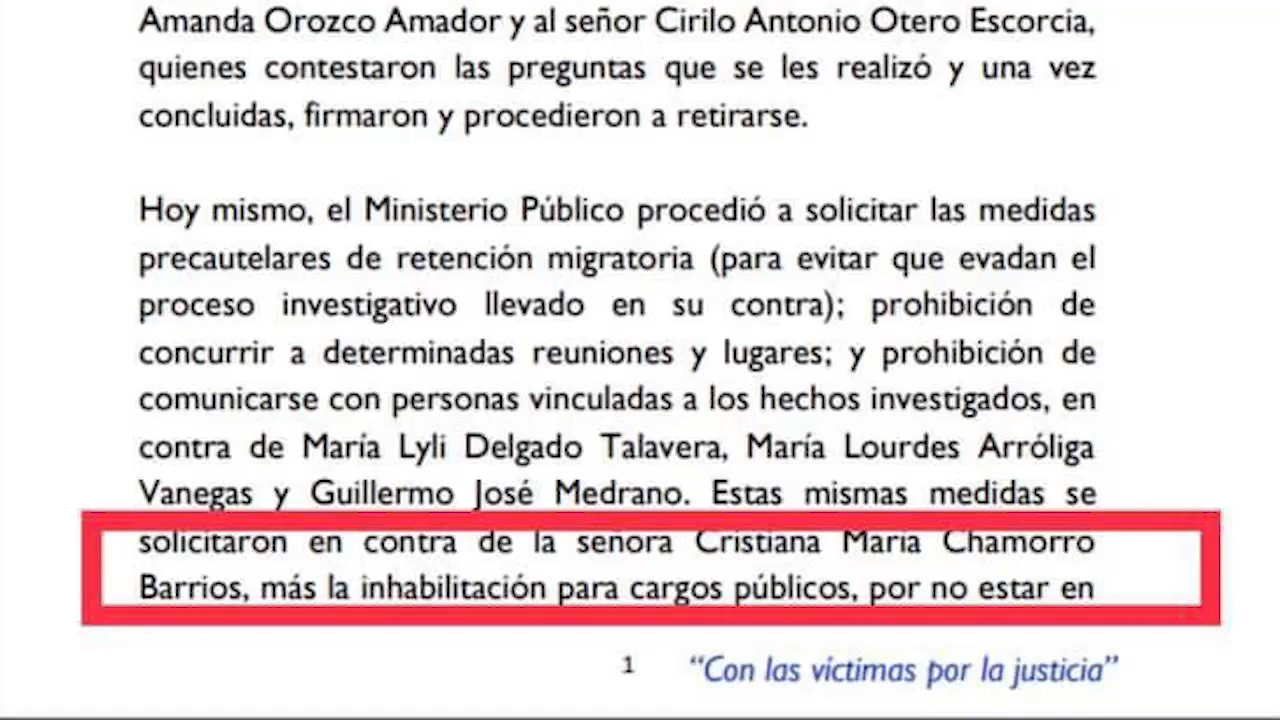 Amanda Orozco Amador y al señor Cirilo Antonio Otero Escorcia,
quienes contestaron las preguntas que se les realizó y una vez
concluidas, firmaron y procedieron a retirarse.
Hoy mismo, el Ministerio Público procedió a solicitar las medidas
precautelares de retención migratoria (para evitar que evadan el
proceso investigativo llevado en su contra); prohibición de
concurrir a determinadas reuniones y lugares; y prohibición de
comunicarse con personas vinculadas a los hechos investigados, en
contra de María Lyli Delgado Talavera, María Lourdes Arróliga
Vanegas y Guillermo José Medrano. Estas mismas medidas se
solicitaron en contra de la señora Cristiana María Chamorro
Barrios, más la inhabilitación para cargos públicos, por no estar en
1 “Con las víctimas por la justicia”